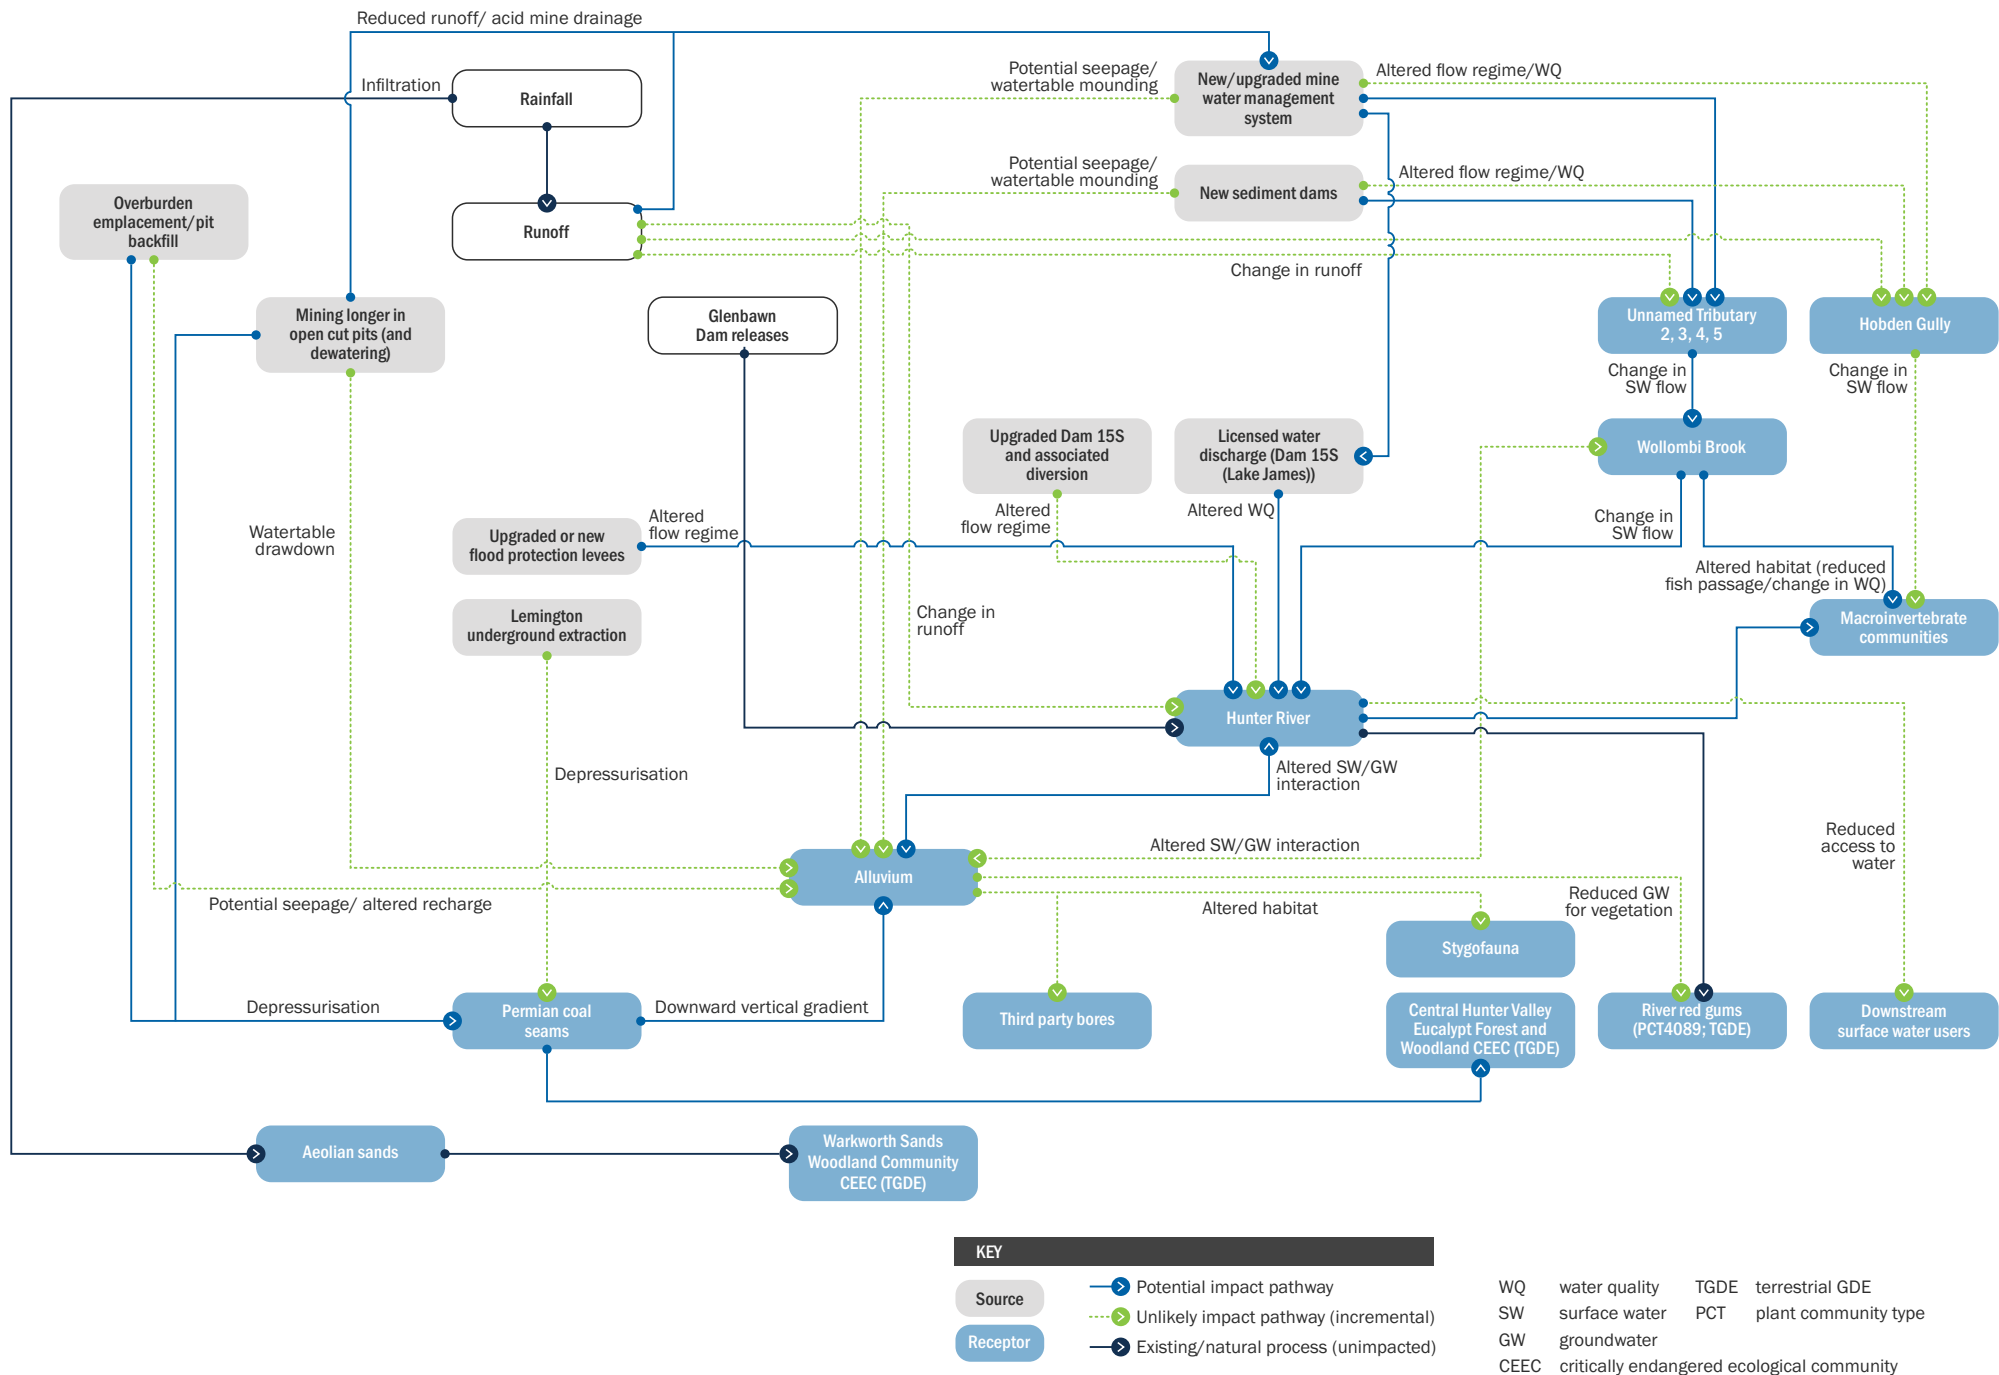 Reduced runoff/ acid mine drainage
Infiltration
Rainfall
Potential seepage/
watertable mounding
New/upgraded mine
water management
system
Altered flow regime/WQ
Potential seepage/
watertable mounding
New sediment dams
Altered flow regime/WQ
Overburden
emplacement/pit
backfill
Runoff
Change in runoff
Mining longer in
open cut pits (and
dewatering)
Glenbawn
Dam releases
Unnamed Tributary
2, 3, 4, 5
Hobden Gully
Change in
SW flow
Change in
SW flow
Upgraded Dam 15S
and associated
diversion
Licensed water
discharge (Dam 15S
(Lake James))
Wollombi Brook
Watertable
drawdown
Upgraded or new
flood protection levees
Altered
flow regime
Altered
flow regime
Altered WQ
Change in
SW flow
Altered habitat (reduced
fish passage/change in WQ)
Lemington
underground extraction
Change in
runoff
Macroinvertebrate
communities
Hunter River
Depressurisation
Altered SW/GW
interaction
Altered SW/GW interaction
Reduced
access to
water
Alluvium
Potential seepage/ altered recharge
Altered habitat
Reduced GW
for vegetation
Stygofauna
Depressurisation
Permian coal
seams
Downward vertical gradient
Third party bores
Central Hunter Valley
Eucalypt Forest and
Woodland CEEC (TGDE)
River red gums
(PCT4089; TGDE)
Downstream
surface water users
Aeolian sands
Warkworth Sands
Woodland Community
CEEC (TGDE)
KEY
Source
Receptor
Potential impact pathway
Unlikely impact pathway (incremental)
Existing/natural process (unimpacted)
WQ water quality TGDE terrestrial GDE
SW surface water PCT plant community type
GW groundwater
CEEC critically endangered ecological community